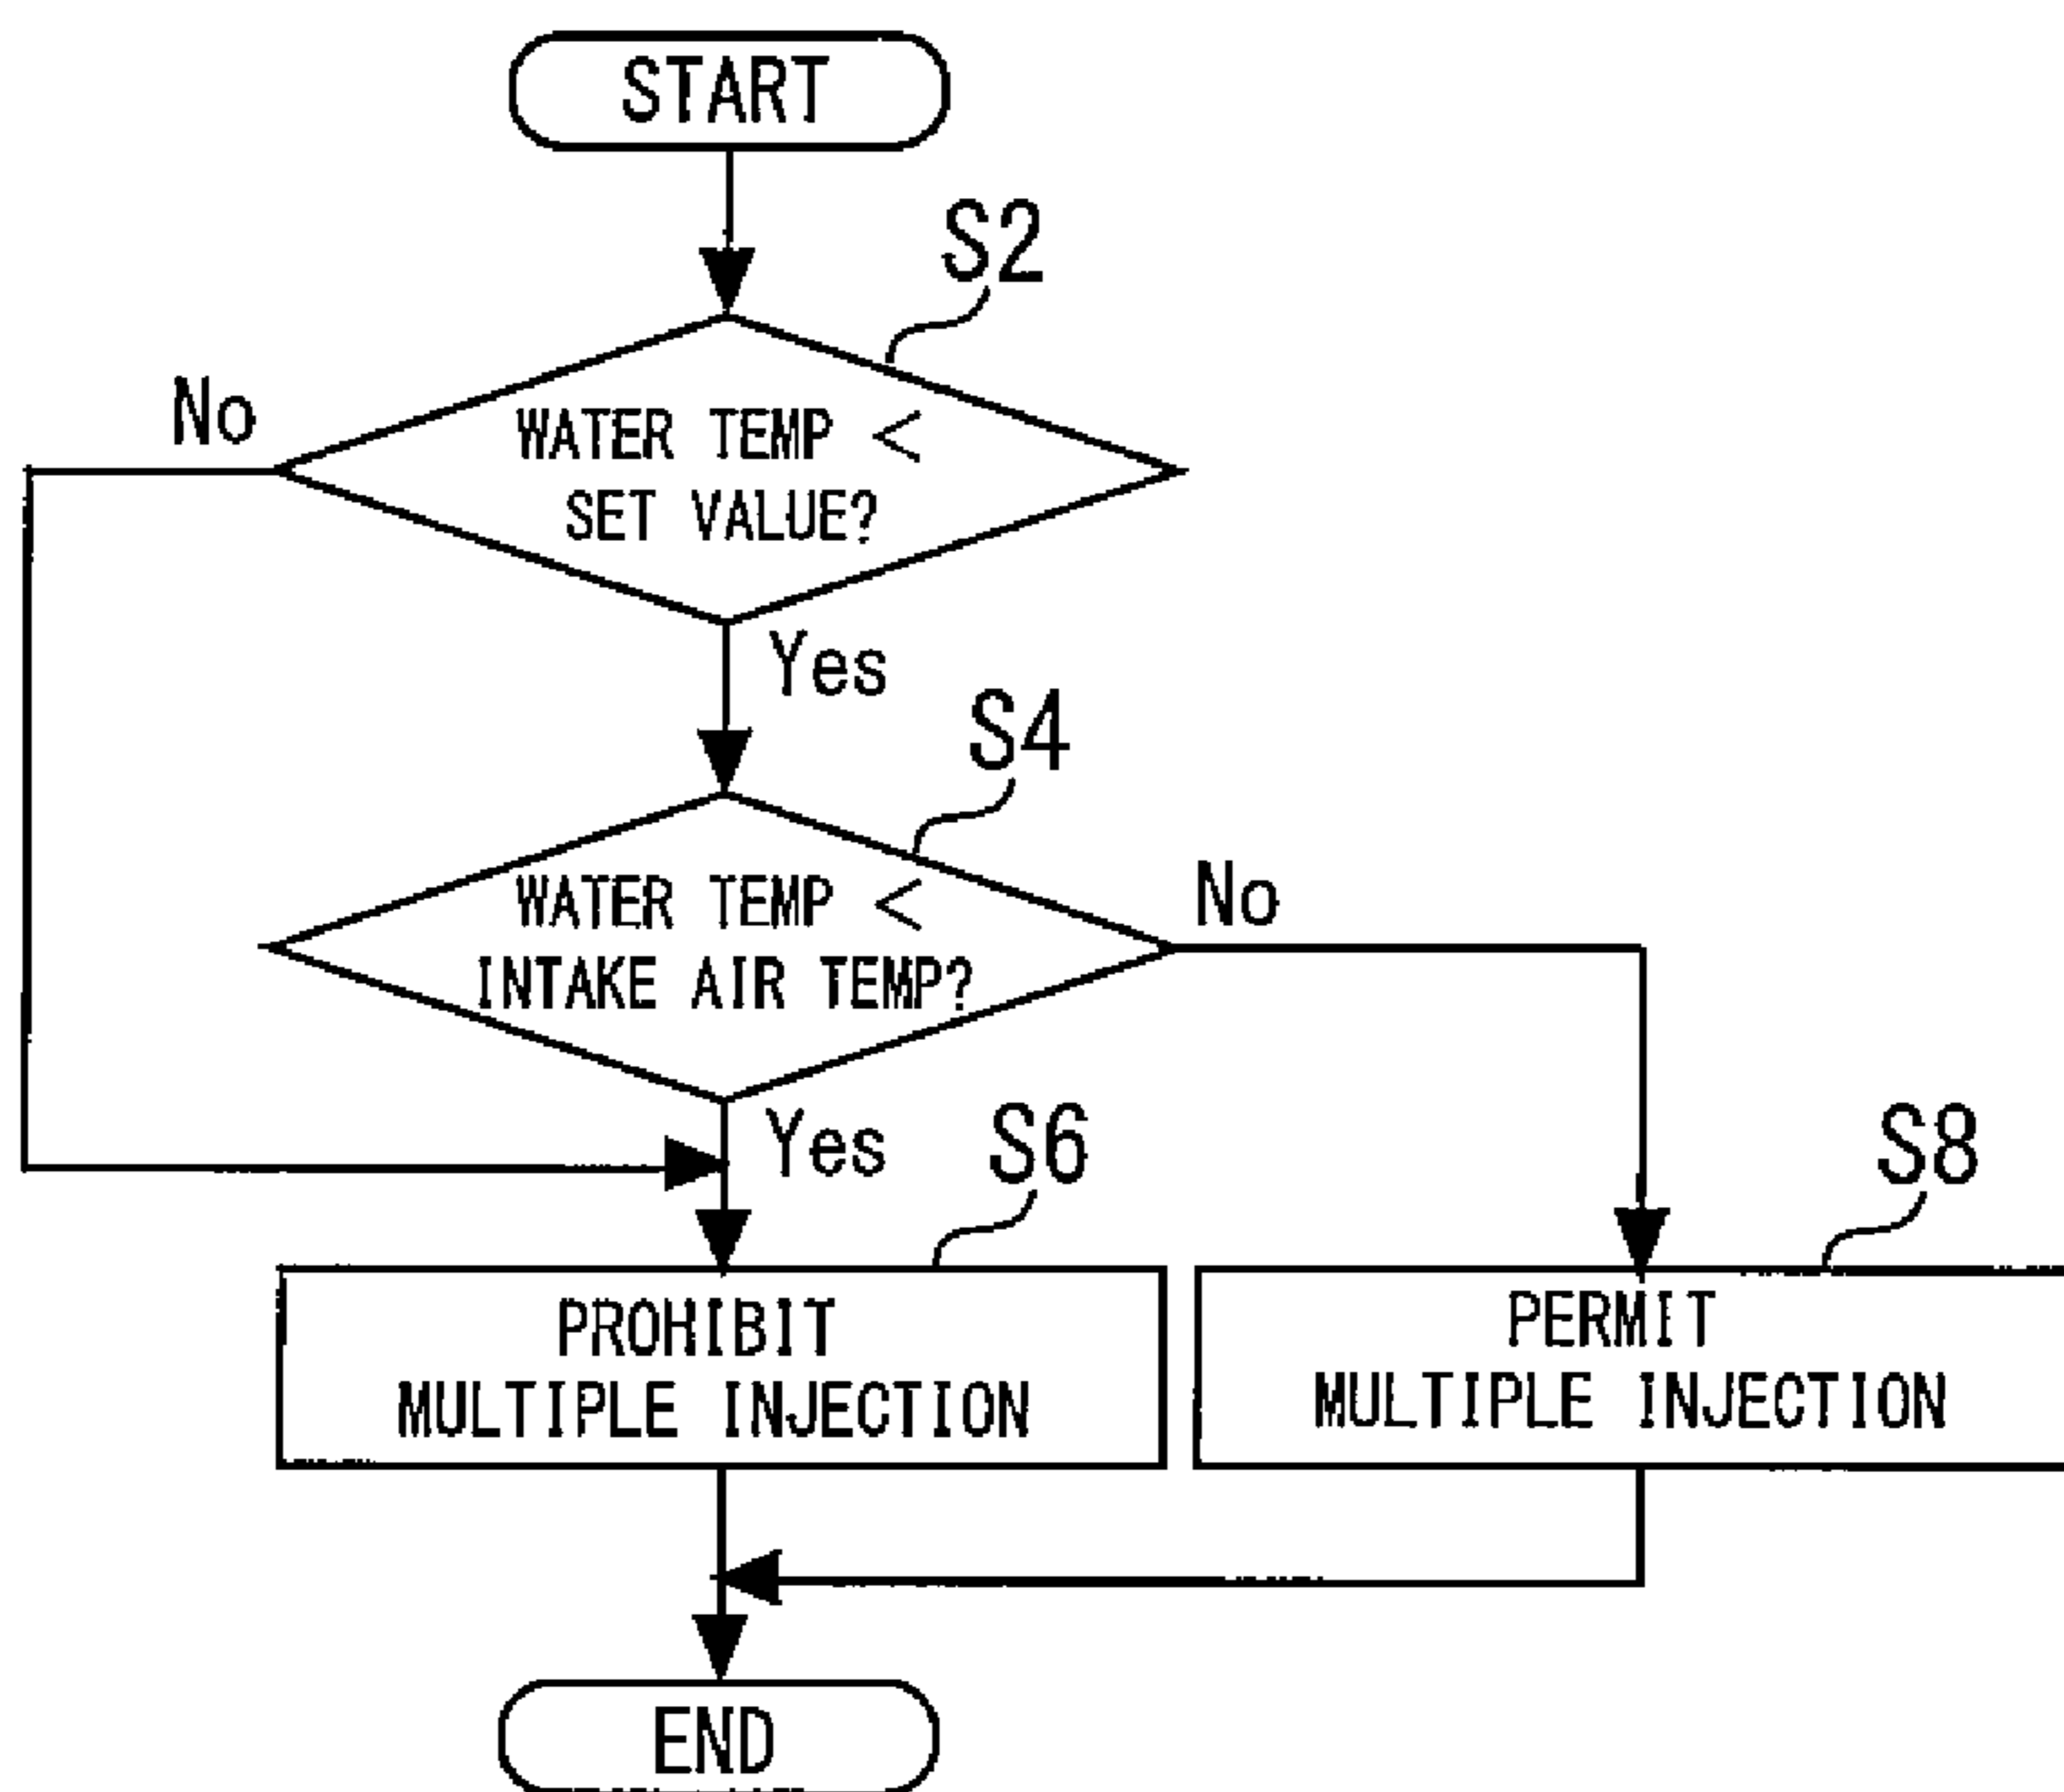 START
S2
No
WATER TEMP <
SET VALUE?
Yes
S4
WATER TEMP <
INTAKE AIR TEMP?
No
Yes
S6
S8
PROHIBIT
MULTIPLE INJECTION
PERMIT
MULTIPLE INJECTION
END